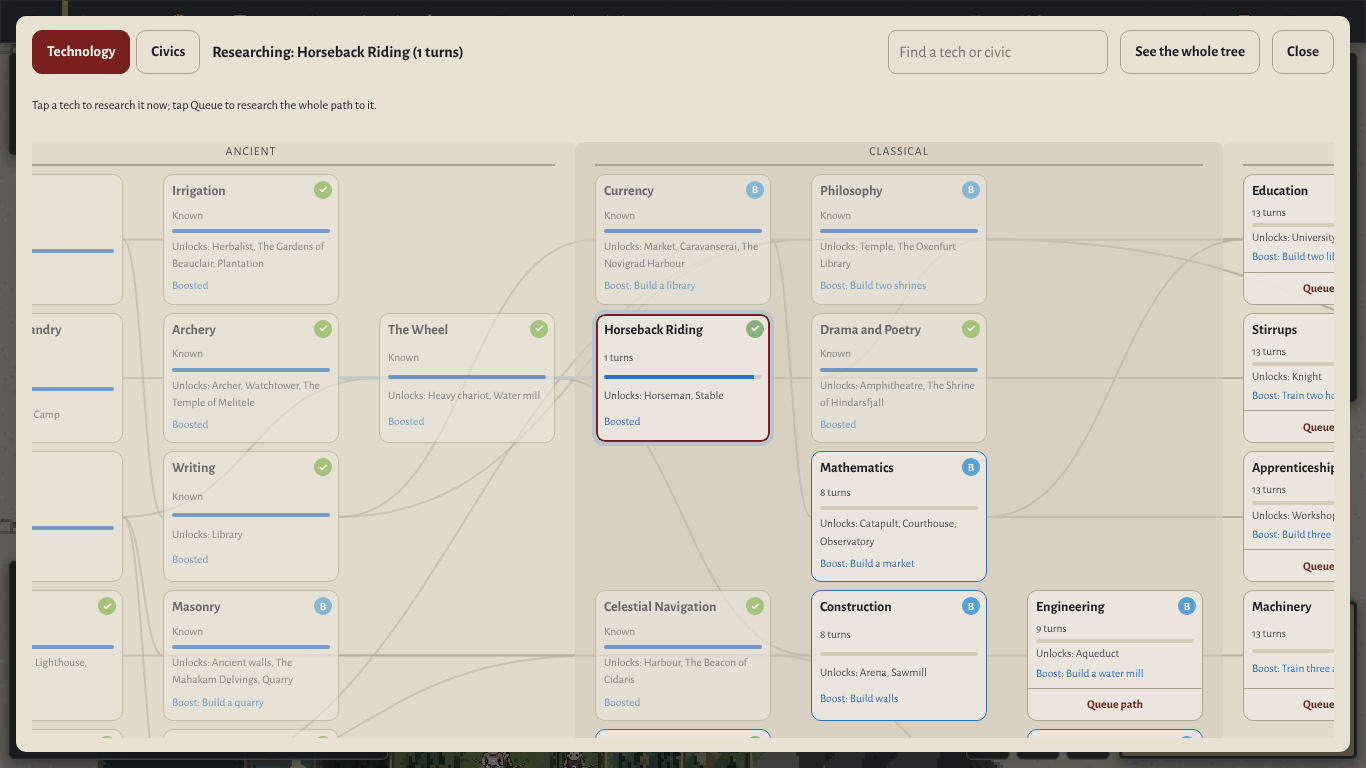 Technology
Civics
Researching: Horseback Riding (1 turns)
Find a tech or civic
See the whole tree
Close
Tap a tech to research it now; tap Queue to research the whole path to it.
ANCIENT
CLASSICAL
Irrigation
Known
Unlocks: Herbalist, The Gardens of
Beauclair, Plantation
Boosted
Currency
B
Known
Unlocks: Market, Caravanserai, The
Novigrad Harbour
Boost: Build a library
Philosophy
B
Known
Unlocks: Temple, The Oxenfurt
Library
Boost: Build two shrines
Education
13 turns
Unlocks: University
Boost: Build two li
Queue
andry
Camp
Archery
Known
Unlocks: Archer, Watchtower, The
Temple of Melitele
Boosted
The Wheel
Known
Unlocks: Heavy chariot, Water mill
Boosted
Horseback Riding
1 turns
Unlocks: Horseman, Stable
Boosted
Drama and Poetry
Known
Unlocks: Amphitheatre, The Shrine
of Hindarsfjall
Boosted
Stirrups
13 turns
Unlocks: Knight
Boost: Train two ho
Queue
Writing
Known
Unlocks: Library
Boosted
Mathematics
B
8 turns
Unlocks: Catapult, Courthouse,
Observatory
Boost: Build a market
Apprenticeship
13 turns
Unlocks: Workshop
Boost: Build three
Queue
Lighthouse,
Masonry
B
Known
Unlocks: Ancient walls, The
Mahakam Delvings, Quarry
Boost: Build a quarry
Celestial Navigation
Known
Unlocks: Harbour, The Beacon of
Cidaris
Boosted
Construction
B
8 turns
Unlocks: Arena, Sawmill
Boost: Build walls
Engineering
B
9 turns
Unlocks: Aqueduct
Boost: Build a water mill
Queue path
Machinery
13 turns
Boost: Train three a
Queue